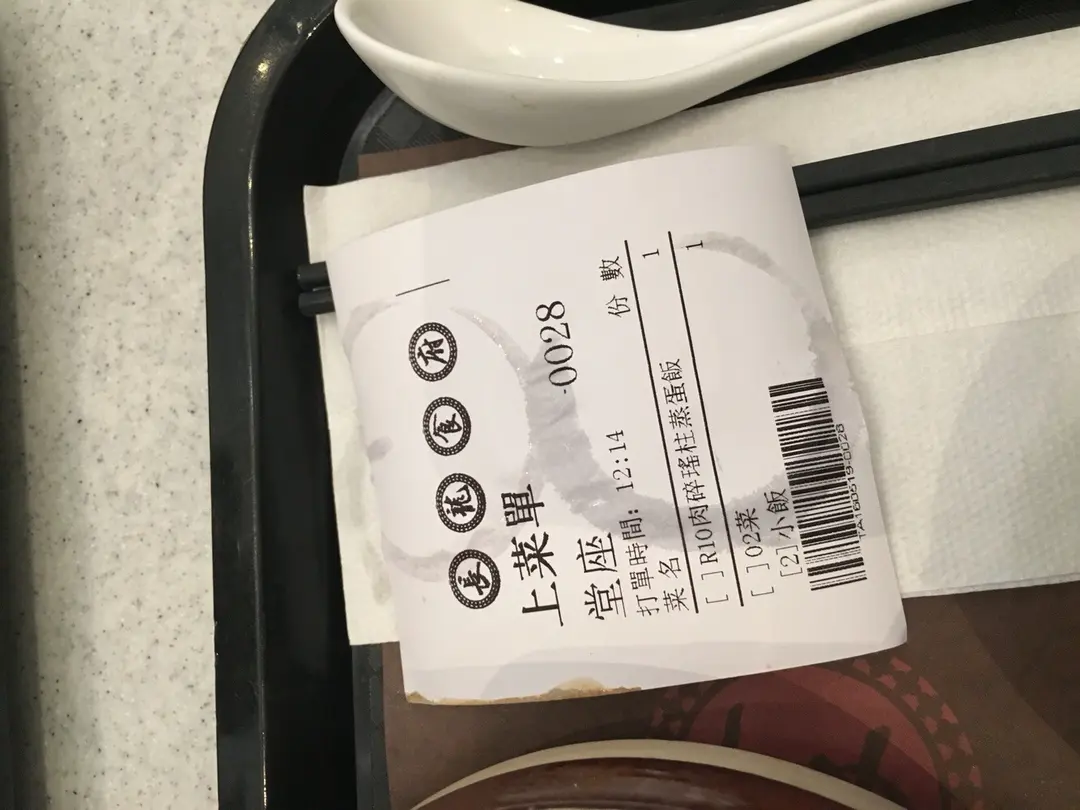 長龍食府
上菜單
0028
堂座
打單時間: 12:14
菜名 份數
[ ]R10肉碎瑤柱蒸蛋飯 1
[ ]02菜 1
[2]小飯
TA160519-0028